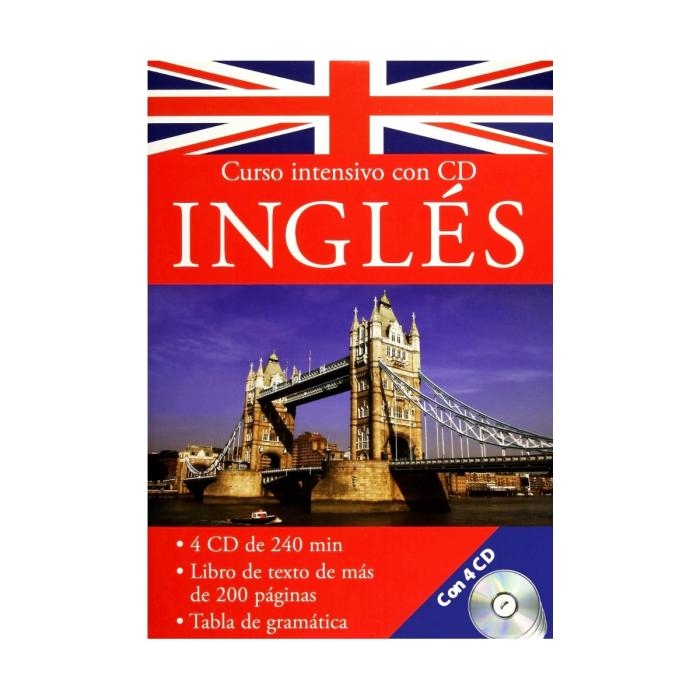 Curso intensivo con CD
INGLÉS
• 4 CD de 240 min
• Libro de texto de más
de 200 páginas
• Tabla de gramática
Con 4 CD